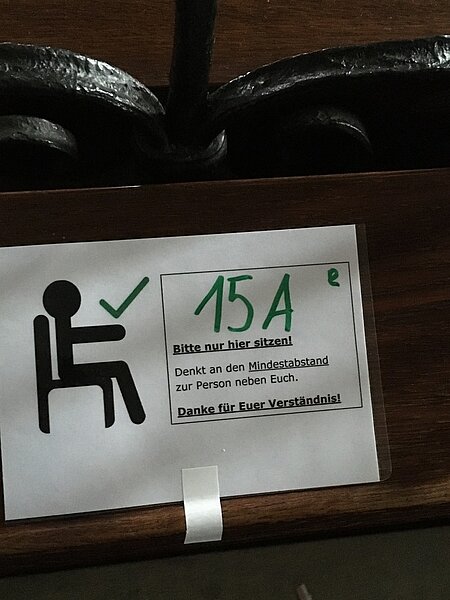 15A e
Bitte nur hier sitzen!
Denkt an den Mindestabstand
zur Person neben Euch.
Danke für Euer Verständnis!